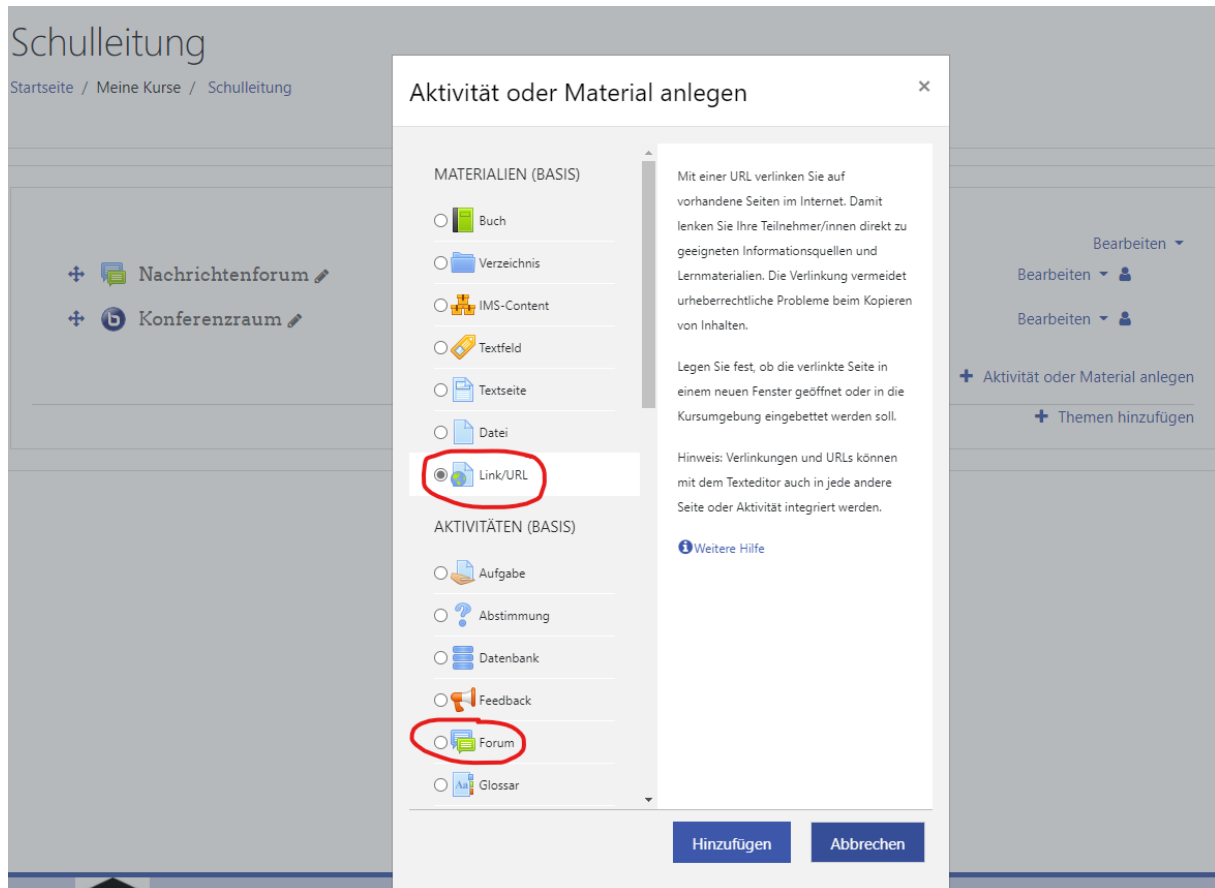 Schulleitung
Startseite / Meine Kurse / Schulleitung
Nachrichtenforum
Konferenzraum
Bearbeiten
Bearbeiten
Bearbeiten
Aktivität oder Material anlegen
Themen hinzufügen
Aktivität oder Material anlegen ×
MATERIALIEN (BASIS)
Buch
Verzeichnis
IMS-Content
Textfeld
Textseite
Datei
Link/URL
AKTIVITÄTEN (BASIS)
Aufgabe
Abstimmung
Datenbank
Feedback
Forum
Glossar
Mit einer URL verlinken Sie auf
vorhandene Seiten im Internet. Damit
lenken Sie Ihre Teilnehmer/innen direkt zu
geeigneten Informationsquellen und
Lernmaterialien. Die Verlinkung vermeidet
urheberrechtliche Probleme beim Kopieren
von Inhalten.
Legen Sie fest, ob die verlinkte Seite in
einem neuen Fenster geöffnet oder in die
Kursumgebung eingebettet werden soll.
Hinweis: Verlinkungen und URLs können
mit dem Texteditor auch in jede andere
Seite oder Aktivität integriert werden.
Weitere Hilfe
Hinzufügen
Abbrechen